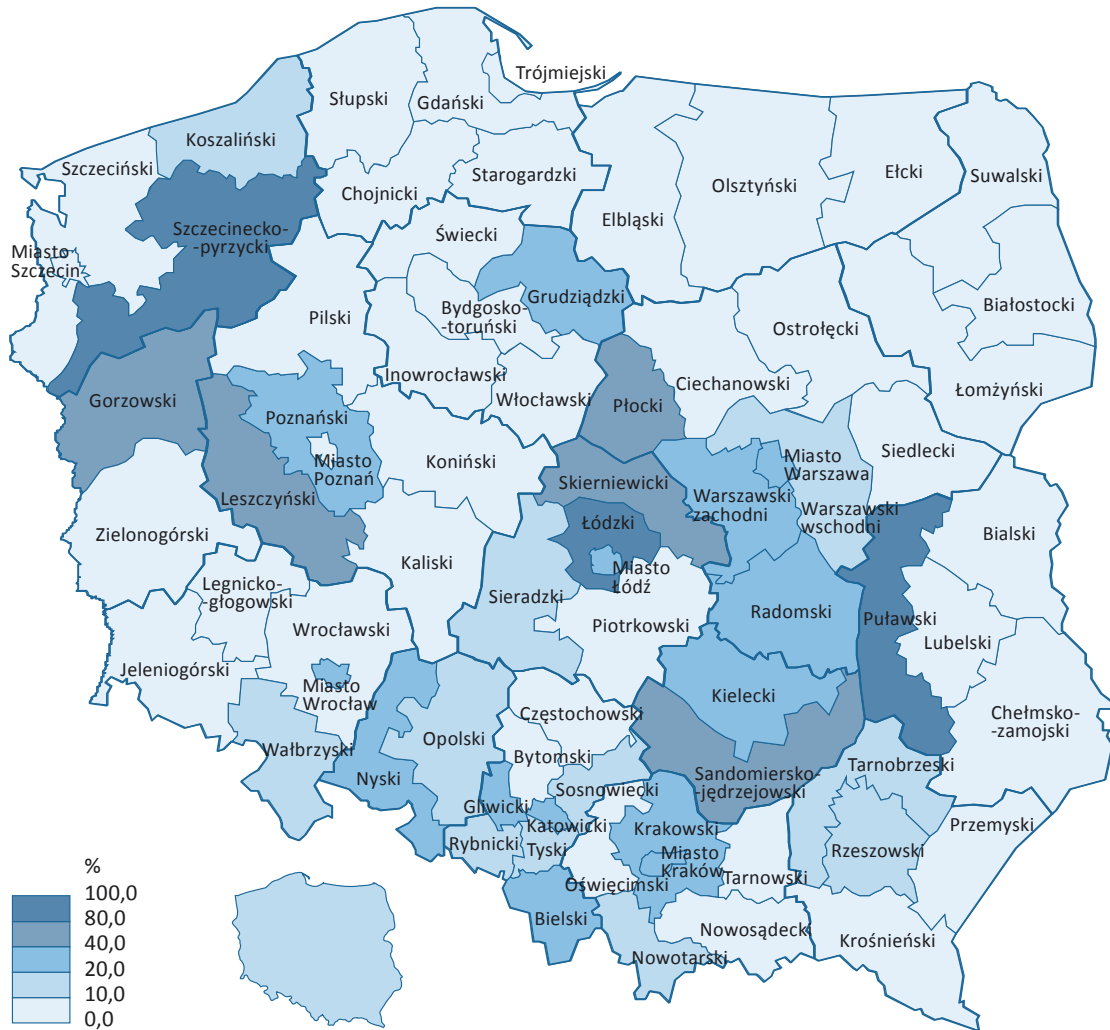 Trójmiejski
Słupski
Gdański
Koszaliński
Szczeciński
Chojnicki
Starogardzki
Olsztyński
Ełcki
Suwalski
Elbląski
Szczecinecko-
-pyrzycki
Świecki
Miasto
Szczecin
Grudziądzki
Bydgosko-
-toruński
Białostocki
Pilski
Ostrołęcki
Inowrocławski
Ciechanowski
Łomżyński
Gorzowski
Włocławski
Płocki
Poznański
Siedlecki
Miasto
Poznań
Koniński
Miasto
Warszawa
Skierniewicki
Leszczyński
Warszawski
zachodni
Warszawski
wschodni
Łódzki
Zielonogórski
Bialski
Kaliski
Miasto
Łódź
Legnicko-
-głogowski
Sieradzki
Radomski
Puławski
Piotrkowski
Wrocławski
Lubelski
Jeleniogórski
Miasto
Wrocław
Kielecki
Częstochowski
Chełmsko-
-zamojski
Wałbrzyski
Opolski
Bytomski
Tarnobrzeski
Nyski
Sandomiersko-
-jędrzejowski
Sosnowiecki
Gliwicki
Katowicki
Krakowski
Przemyski
Rybnicki
Tyski
Miasto
Kraków
Rzeszowski
Oświęcimski
Tarnowski
Bielski
Nowosądeck
Krośnieński
Nowotarski
%
100,0
80,0
40,0
20,0
10,0
0,0